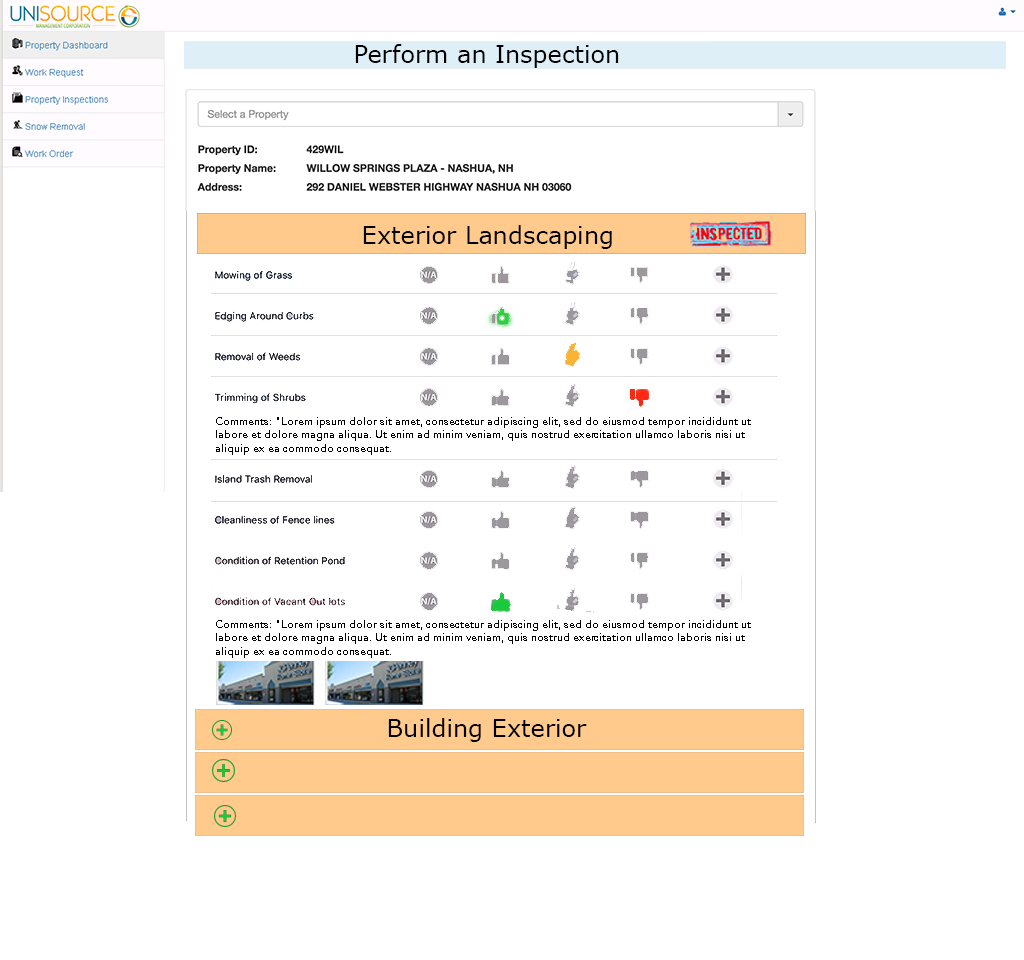 UNISOURCE
MANAGEMENT CORPORATION
Property Dashboard
Work Request
Property Inspections
Snow Removal
Work Order
Perform an Inspection
Select a Property
Property ID: 429WIL
Property Name: WILLOW SPRINGS PLAZA - NASHUA, NH
Address: 292 DANIEL WEBSTER HIGHWAY NASHUA NH 03060
Exterior Landscaping INSPECTED
Mowing of Grass N/A
Edging Around Curbs N/A
Removal of Weeds N/A
Trimming of Shrubs N/A
Comments: "Lorem ipsum dolor sit amet, consectetur adipiscing elit, sed do eiusmod tempor incididunt ut
labore et dolore magna aliqua. Ut enim ad minim veniam, quis nostrud exercitation ullamco laboris nisi ut
aliquip ex ea commodo consequat.
Island Trash Removal N/A
Cleanliness of Fence lines N/A
Condition of Retention Pond N/A
Condition of Vacant Out lots N/A
Comments: "Lorem ipsum dolor sit amet, consectetur adipiscing elit, sed do eiusmod tempor incididunt ut
labore et dolore magna aliqua. Ut enim ad minim veniam, quis nostrud exercitation ullamco laboris nisi ut
aliquip ex ea commodo consequat.
Building Exterior